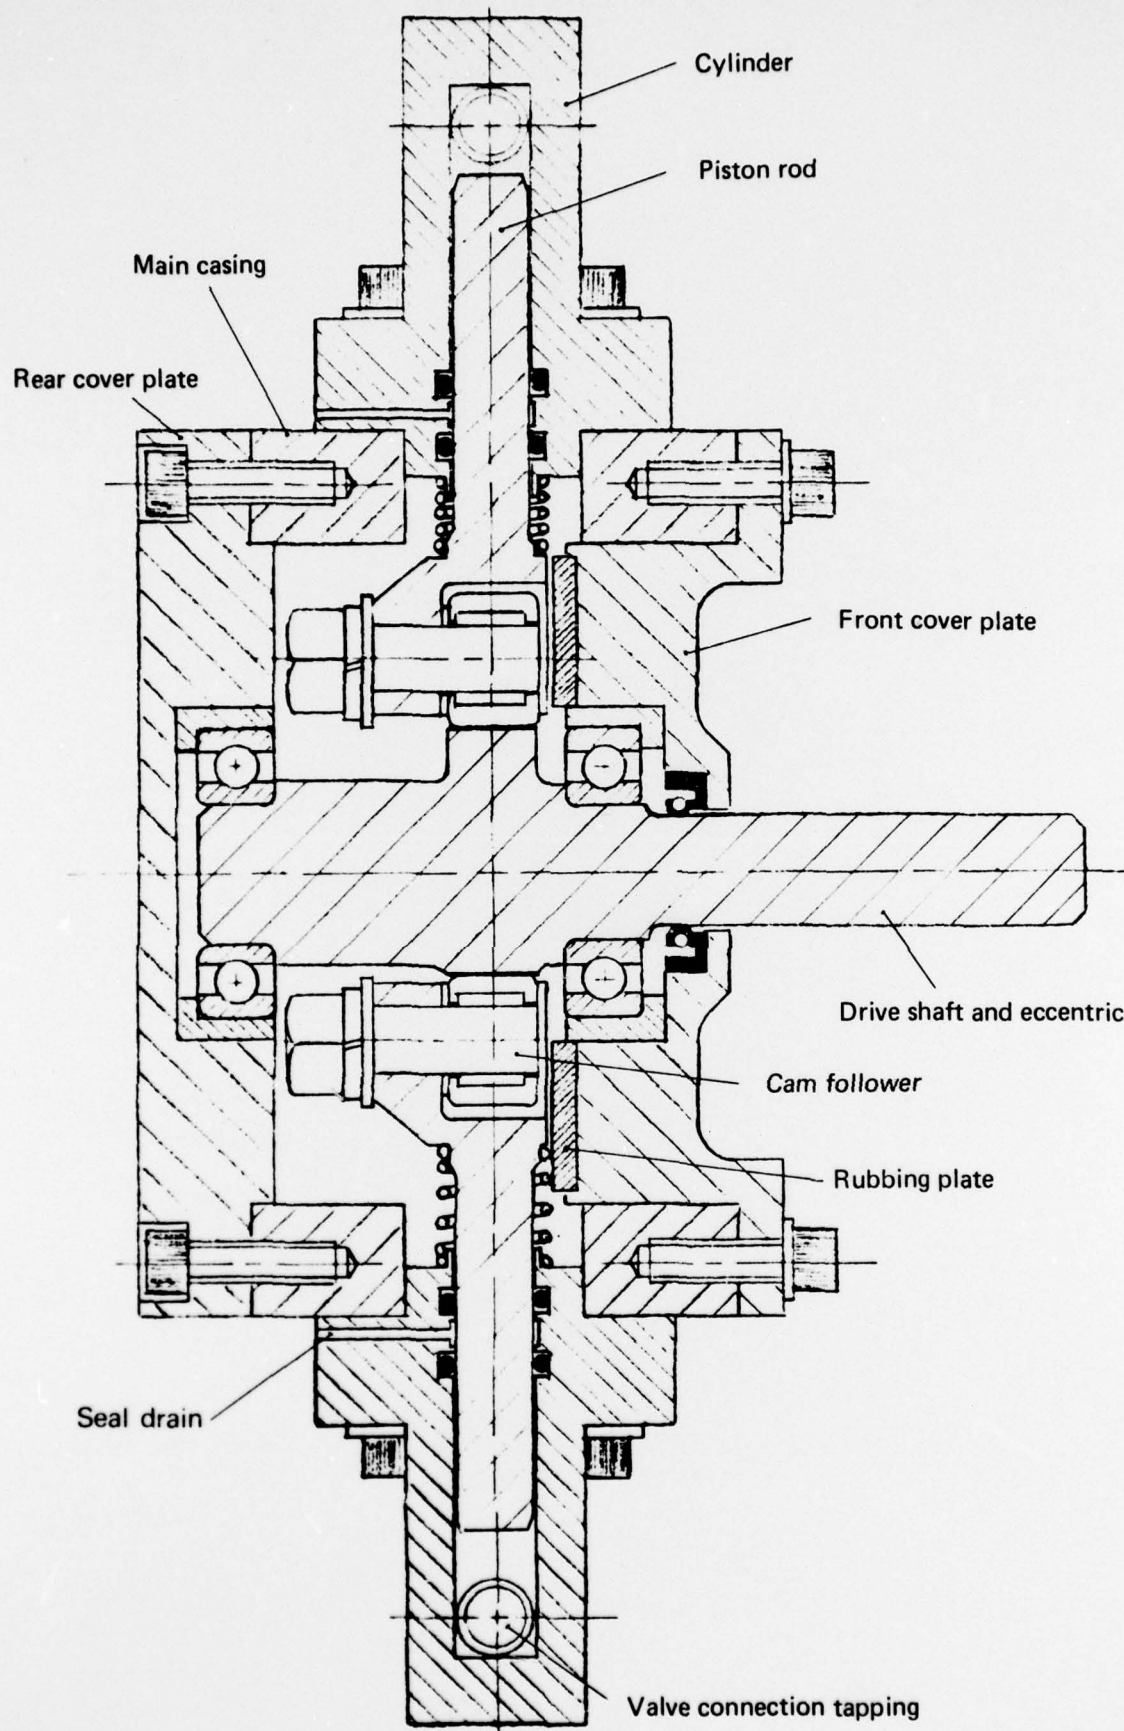 Cylinder
Piston rod
Main casing
Rear cover plate
Front cover plate
Drive shaft and eccentric
Cam follower
Rubbing plate
Seal drain
Valve connection tapping